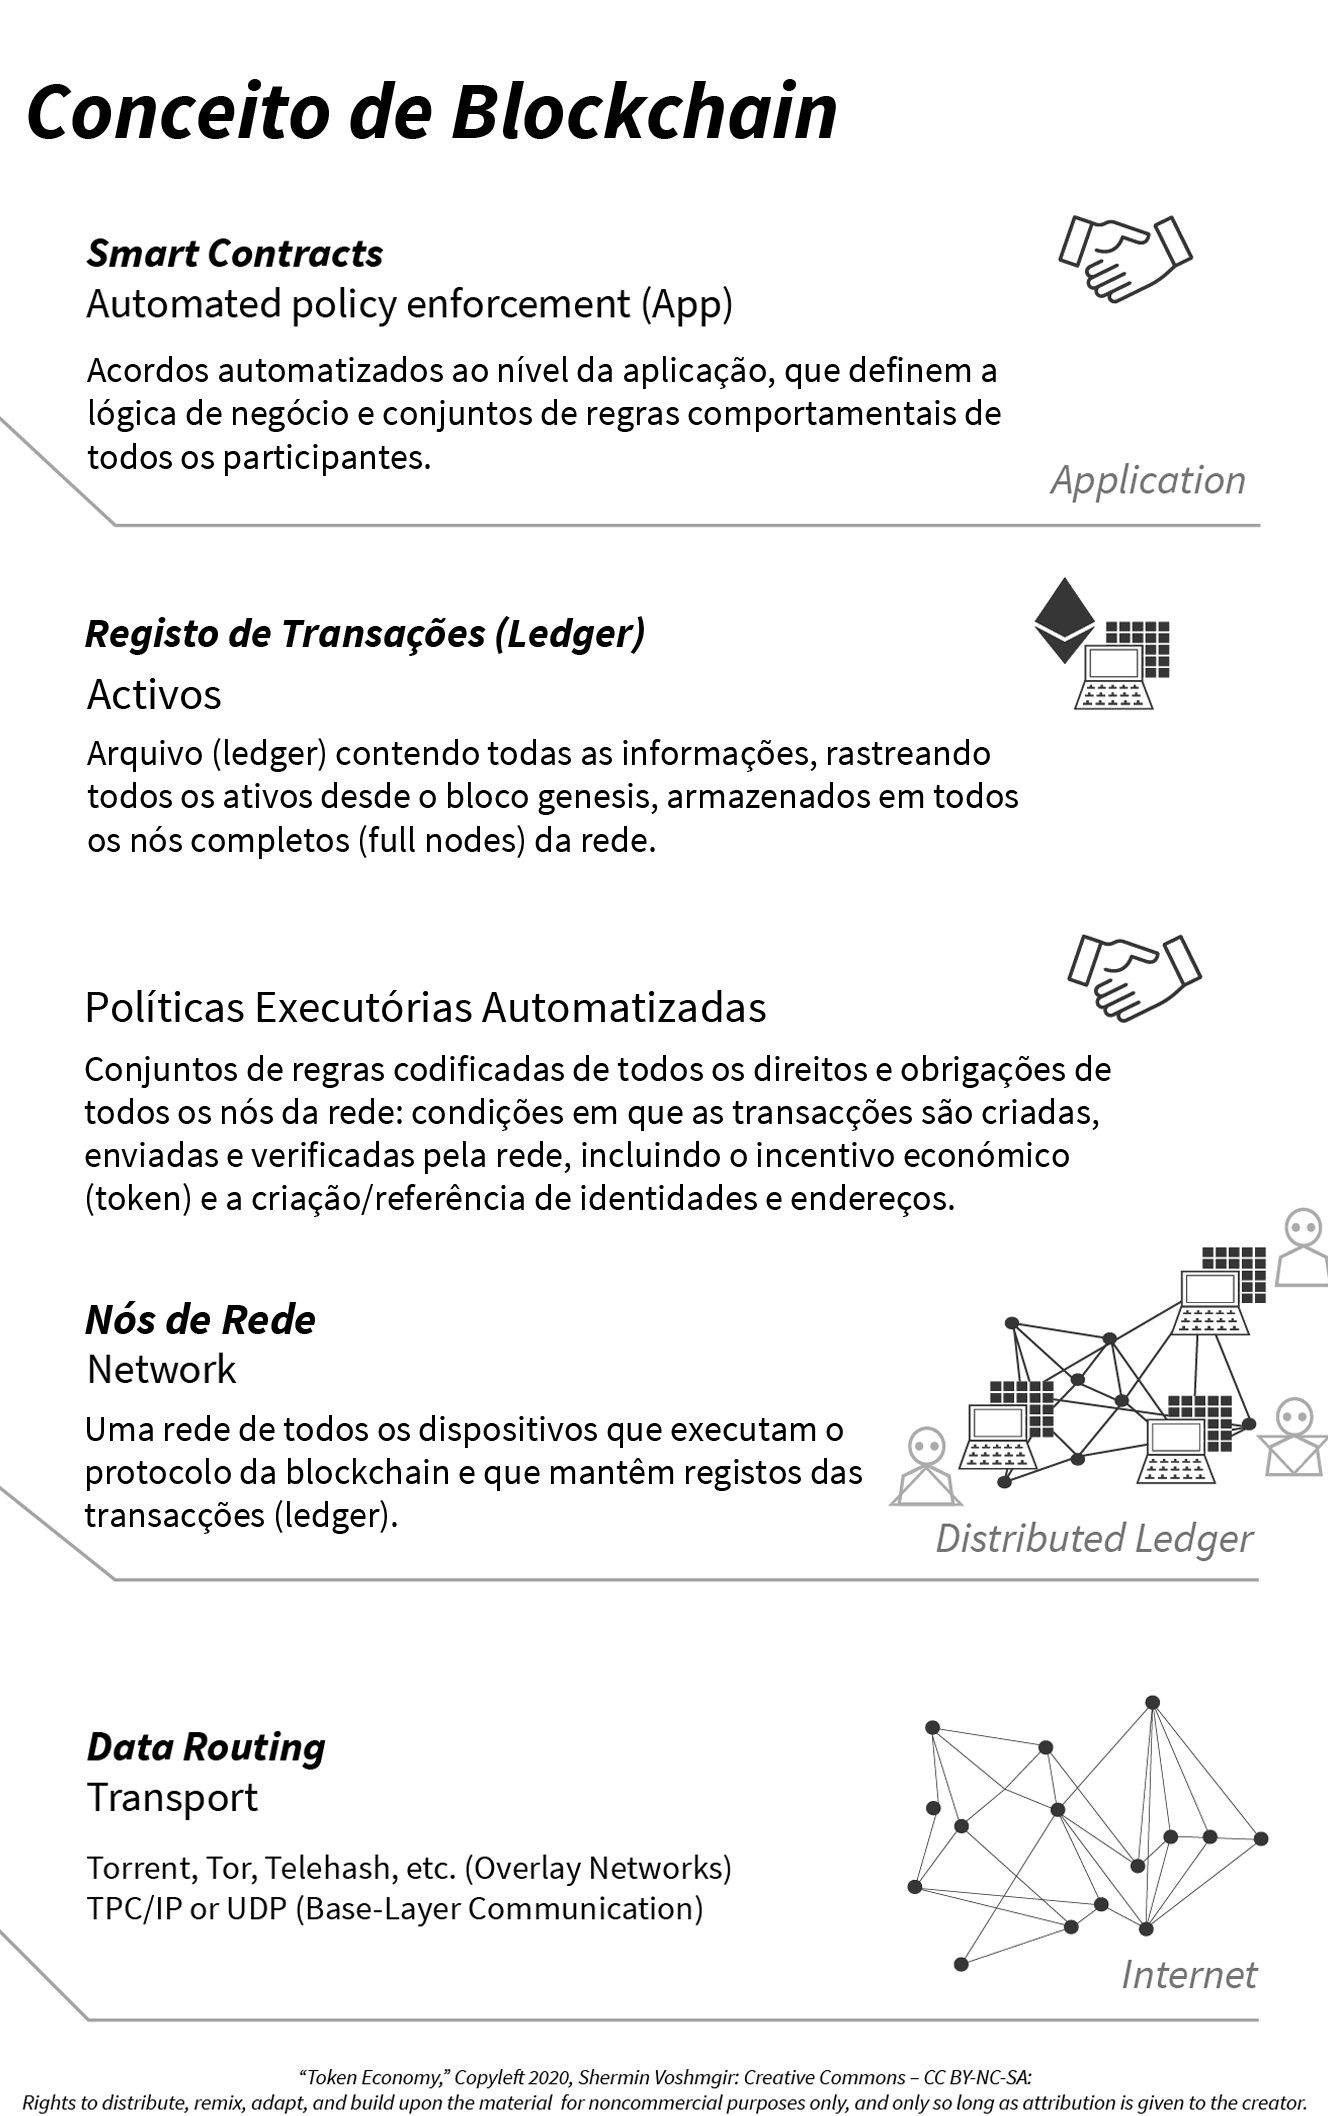 Conceito de Blockchain
Smart Contracts
Automated policy enforcement (App)
Acordos automatizados ao nível da aplicação, que definem a
lógica de negócio e conjuntos de regras comportamentais de
todos os participantes.
Application
Registo de Transações (Ledger)
Activos
Arquivo (ledger) contendo todas as informações, rastreando
todos os ativos desde o bloco genesis, armazenados em todos
os nós completos (full nodes) da rede.
Políticas Executórias Automatizadas
Conjuntos de regras codificadas de todos os direitos e obrigações de
todos os nós da rede: condições em que as transacções são criadas,
enviadas e verificadas pela rede, incluindo o incentivo económico
(token) e a criação/referência de identidades e endereços.
Nós de Rede
Network
Uma rede de todos os dispositivos que executam o
protocolo da blockchain e que mantêm registos das
transacções (ledger).
Distributed Ledger
Data Routing
Transport
Torrent, Tor, Telehash, etc. (Overlay Networks)
TPC/IP or UDP (Base-Layer Communication)
Internet
“Token Economy,” Copyleft 2020, Shermin Voshmgir: Creative Commons – CC BY-NC-SA:
Rights to distribute, remix, adapt, and build upon the material for noncommercial purposes only, and only so long as attribution is given to the creator.